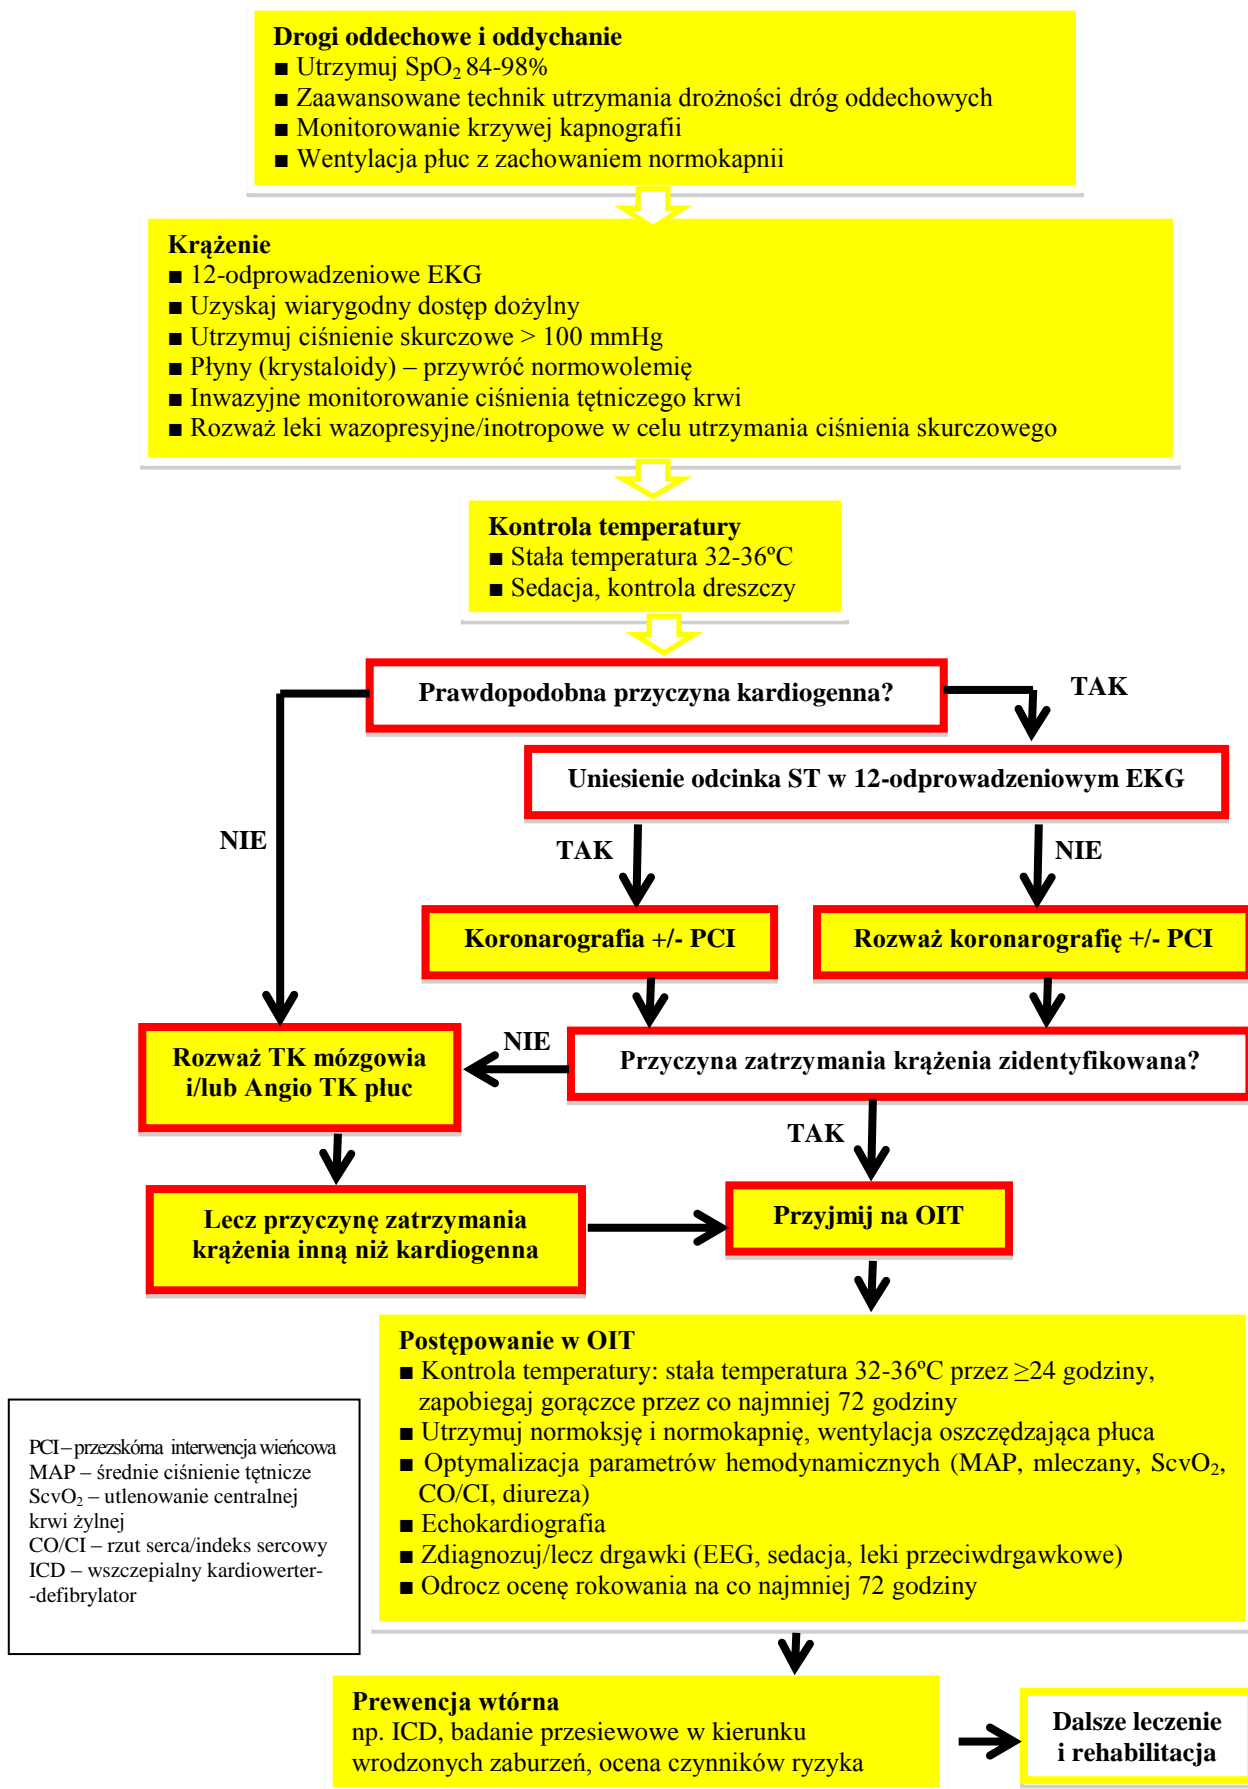 Drogi oddechowe i oddychanie
■ Utrzymuj SpO₂ 84-98%
■ Zaawansowane technik utrzymania drożności dróg oddechowych
■ Monitorowanie krzywej kapnografii
■ Wentylacja płuc z zachowaniem normokapnii
Krążenie
■ 12-odprowadzeniowe EKG
■ Uzyskaj wiarygodny dostęp dożylny
■ Utrzymuj ciśnienie skurczowe > 100 mmHg
■ Płyny (krystaloidy) – przywróć normowolemię
■ Inwazyjne monitorowanie ciśnienia tętniczego krwi
■ Rozważ leki wazopresyjne/inotropowe w celu utrzymania ciśnienia skurczowego
Kontrola temperatury
■ Stała temperatura 32-36ºC
■ Sedacja, kontrola dreszczy
Prawdopodobna przyczyna kardiogenna?
TAK
Uniesienie odcinka ST w 12-odprowadzeniowym EKG
NIE
TAK
NIE
Koronarografia +/- PCI
Rozważ koronarografię +/- PCI
Rozważ TK mózgowia
i/lub Angio TK płuc
NIE
Przyczyna zatrzymania krążenia zidentyfikowana?
TAK
Lecz przyczynę zatrzymania
krążenia inną niż kardiogenna
Przyjmij na OIT
Postępowanie w OIT
■ Kontrola temperatury: stała temperatura 32-36ºC przez ≥24 godziny,
zapobiegaj gorączce przez co najmniej 72 godziny
■ Utrzymuj normoksję i normokapnię, wentylacja oszczędzająca płuca
■ Optymalizacja parametrów hemodynamicznych (MAP, mleczany, ScvO₂,
CO/CI, diureza)
■ Echokardiografia
■ Zdiagnozuj/lecz drgawki (EEG, sedacja, leki przeciwdrgawkowe)
■ Odrocz ocenę rokowania na co najmniej 72 godziny
PCI – przezskórna interwencja wieńcowa
MAP – średnie ciśnienie tętnicze
ScvO₂ – utlenowanie centralnej
krwi żylnej
CO/CI – rzut serca/indeks sercowy
ICD – wszczepialny kardiowerter-
-defibrylator
Prewencja wtórna
np. ICD, badanie przesiewowe w kierunku
wrodzonych zaburzeń, ocena czynników ryzyka
Dalsze leczenie
i rehabilitacja